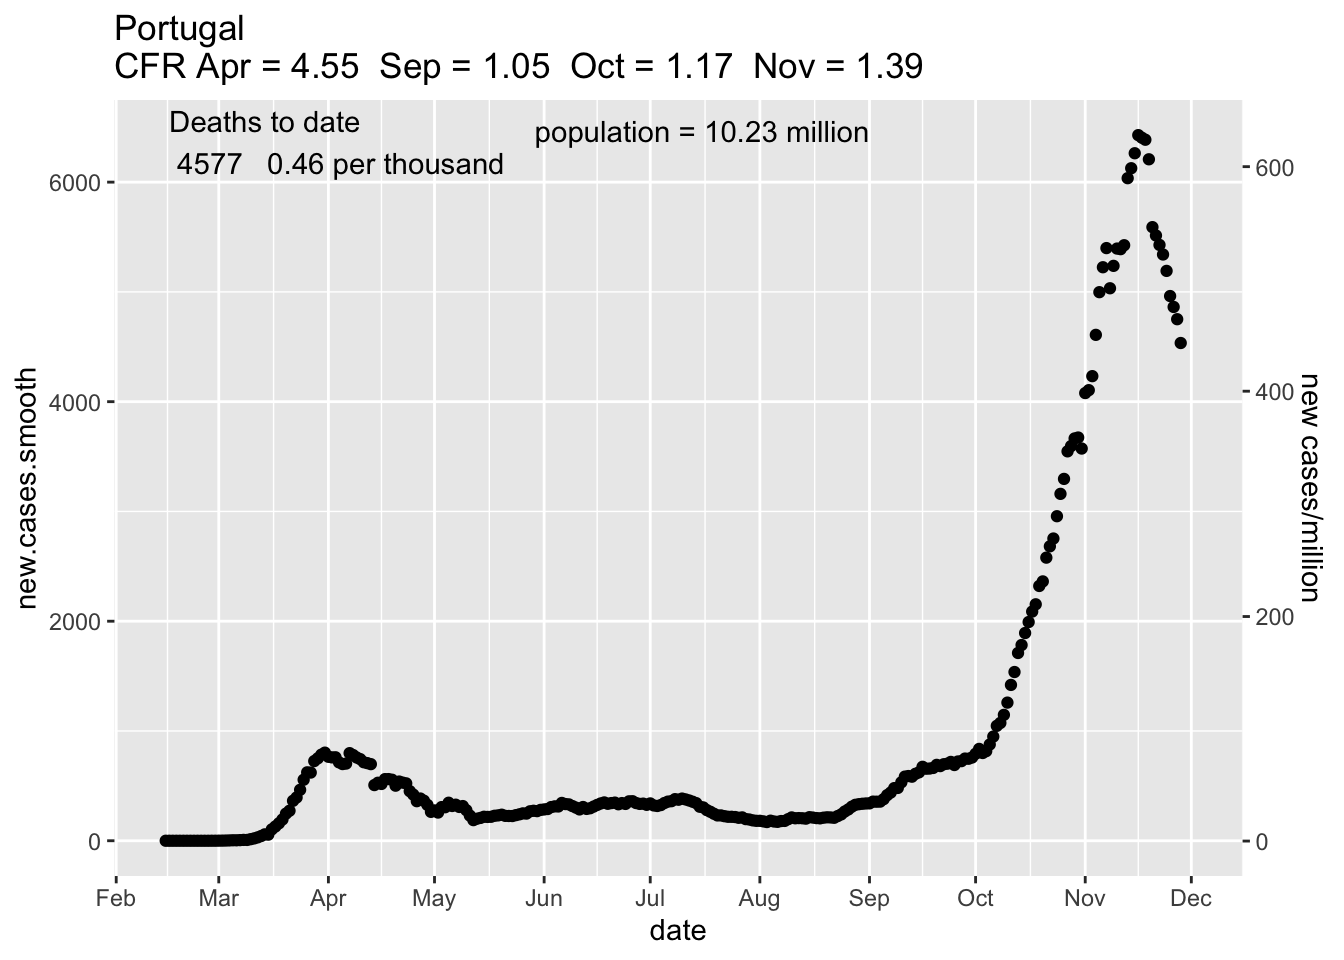 Portugal
CFR Apr = 4.55  Sep = 1.05  Oct = 1.17  Nov = 1.39
Deaths to date
4577   0.46 per thousand
population = 10.23 million
6000
4000
2000
0
new.cases.smooth
600
400
200
0
new cases/million
Feb Mar Apr May Jun Jul Aug Sep Oct Nov Dec
date